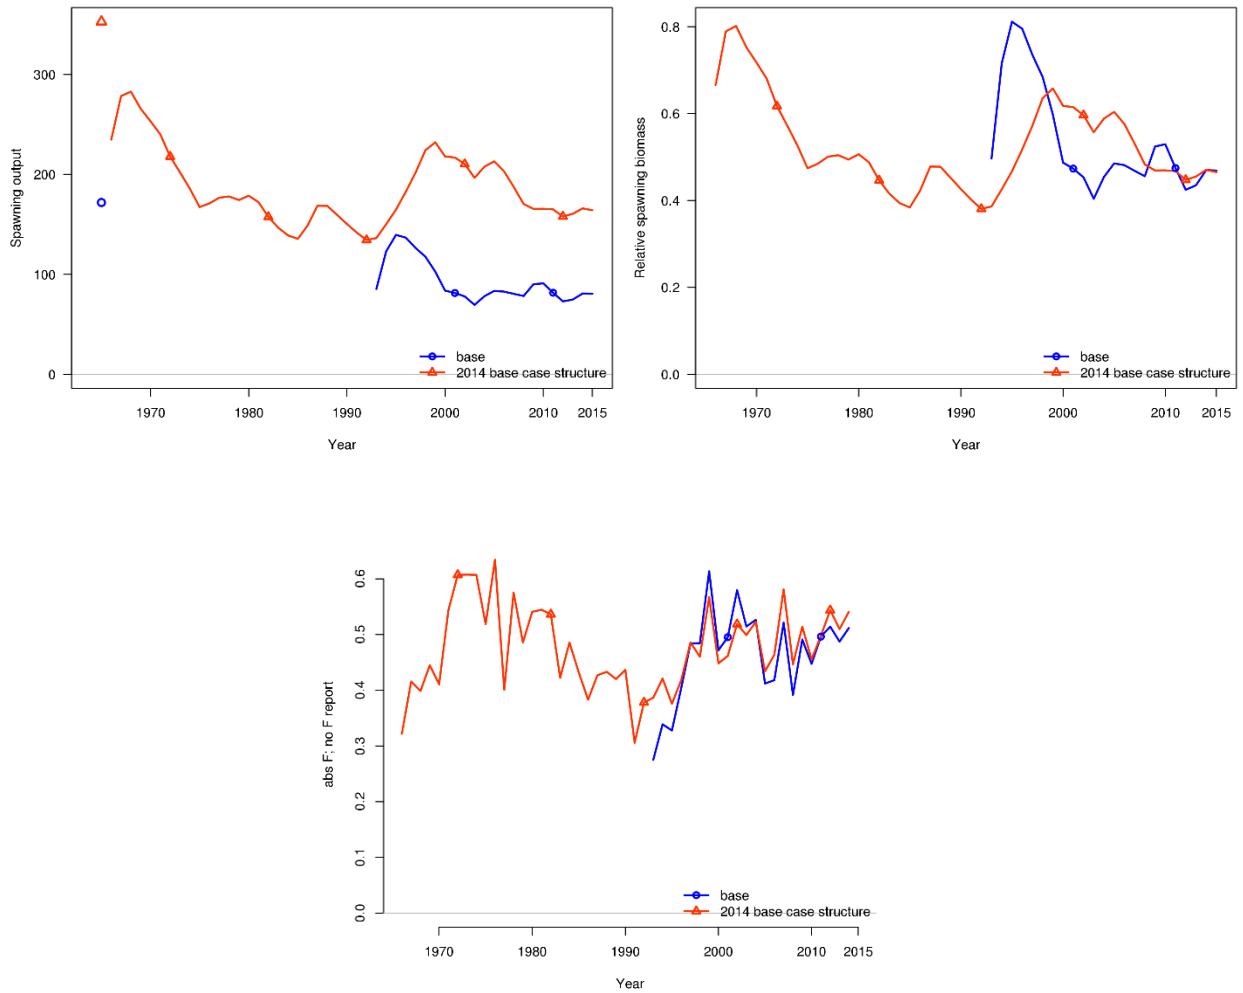 Spawning output
300
200
100
0
base
2014 base case structure
1970
1980
1990
2000
2010
2015
Year
Relative spawning biomass
0.8
0.6
0.4
0.2
0.0
base
2014 base case structure
1970
1980
1990
2000
2010
2015
Year
abs F; no F report
0.6
0.5
0.4
0.3
0.2
0.1
0.0
base
2014 base case structure
1970
1980
1990
2000
2010
2015
Year